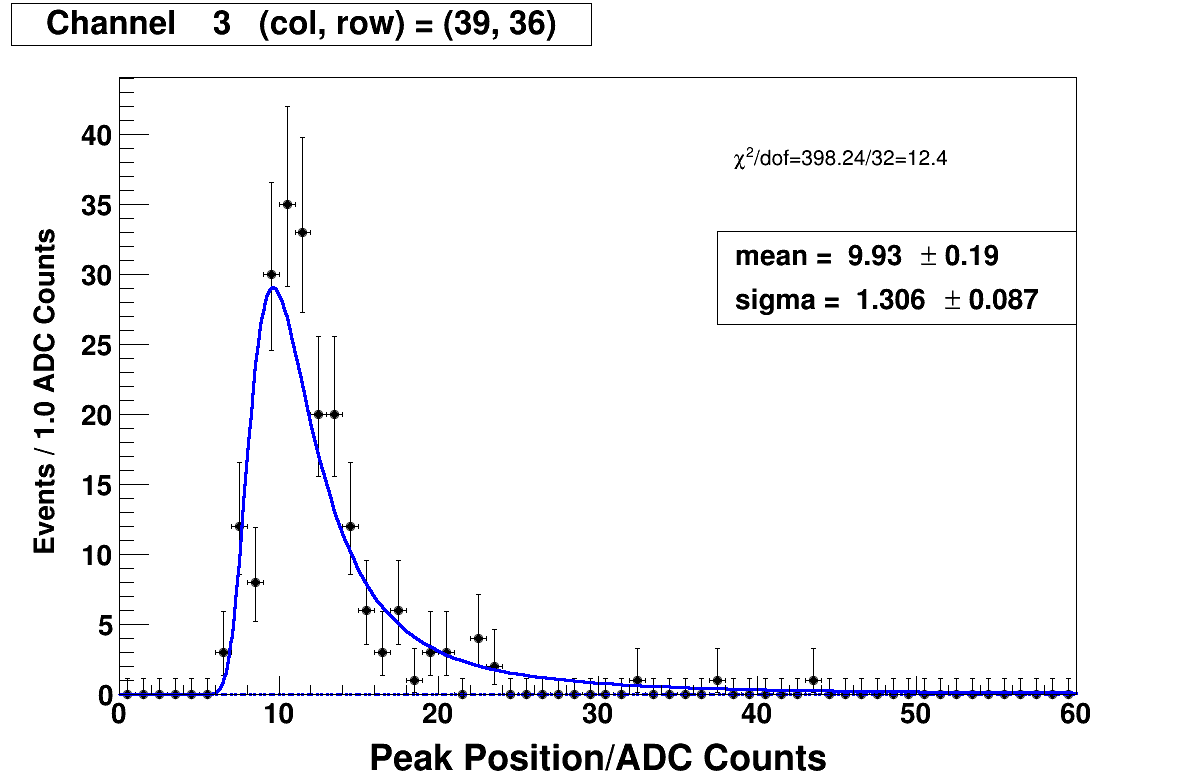 Channel 3 (col, row) = (39, 36)
χ²/dof=398.24/32=12.4
mean = 9.93 ± 0.19
sigma = 1.306 ± 0.087
Events / 1.0 ADC Counts
40
35
30
25
20
15
10
5
0
0 10 20 30 40 50 60
Peak Position/ADC Counts